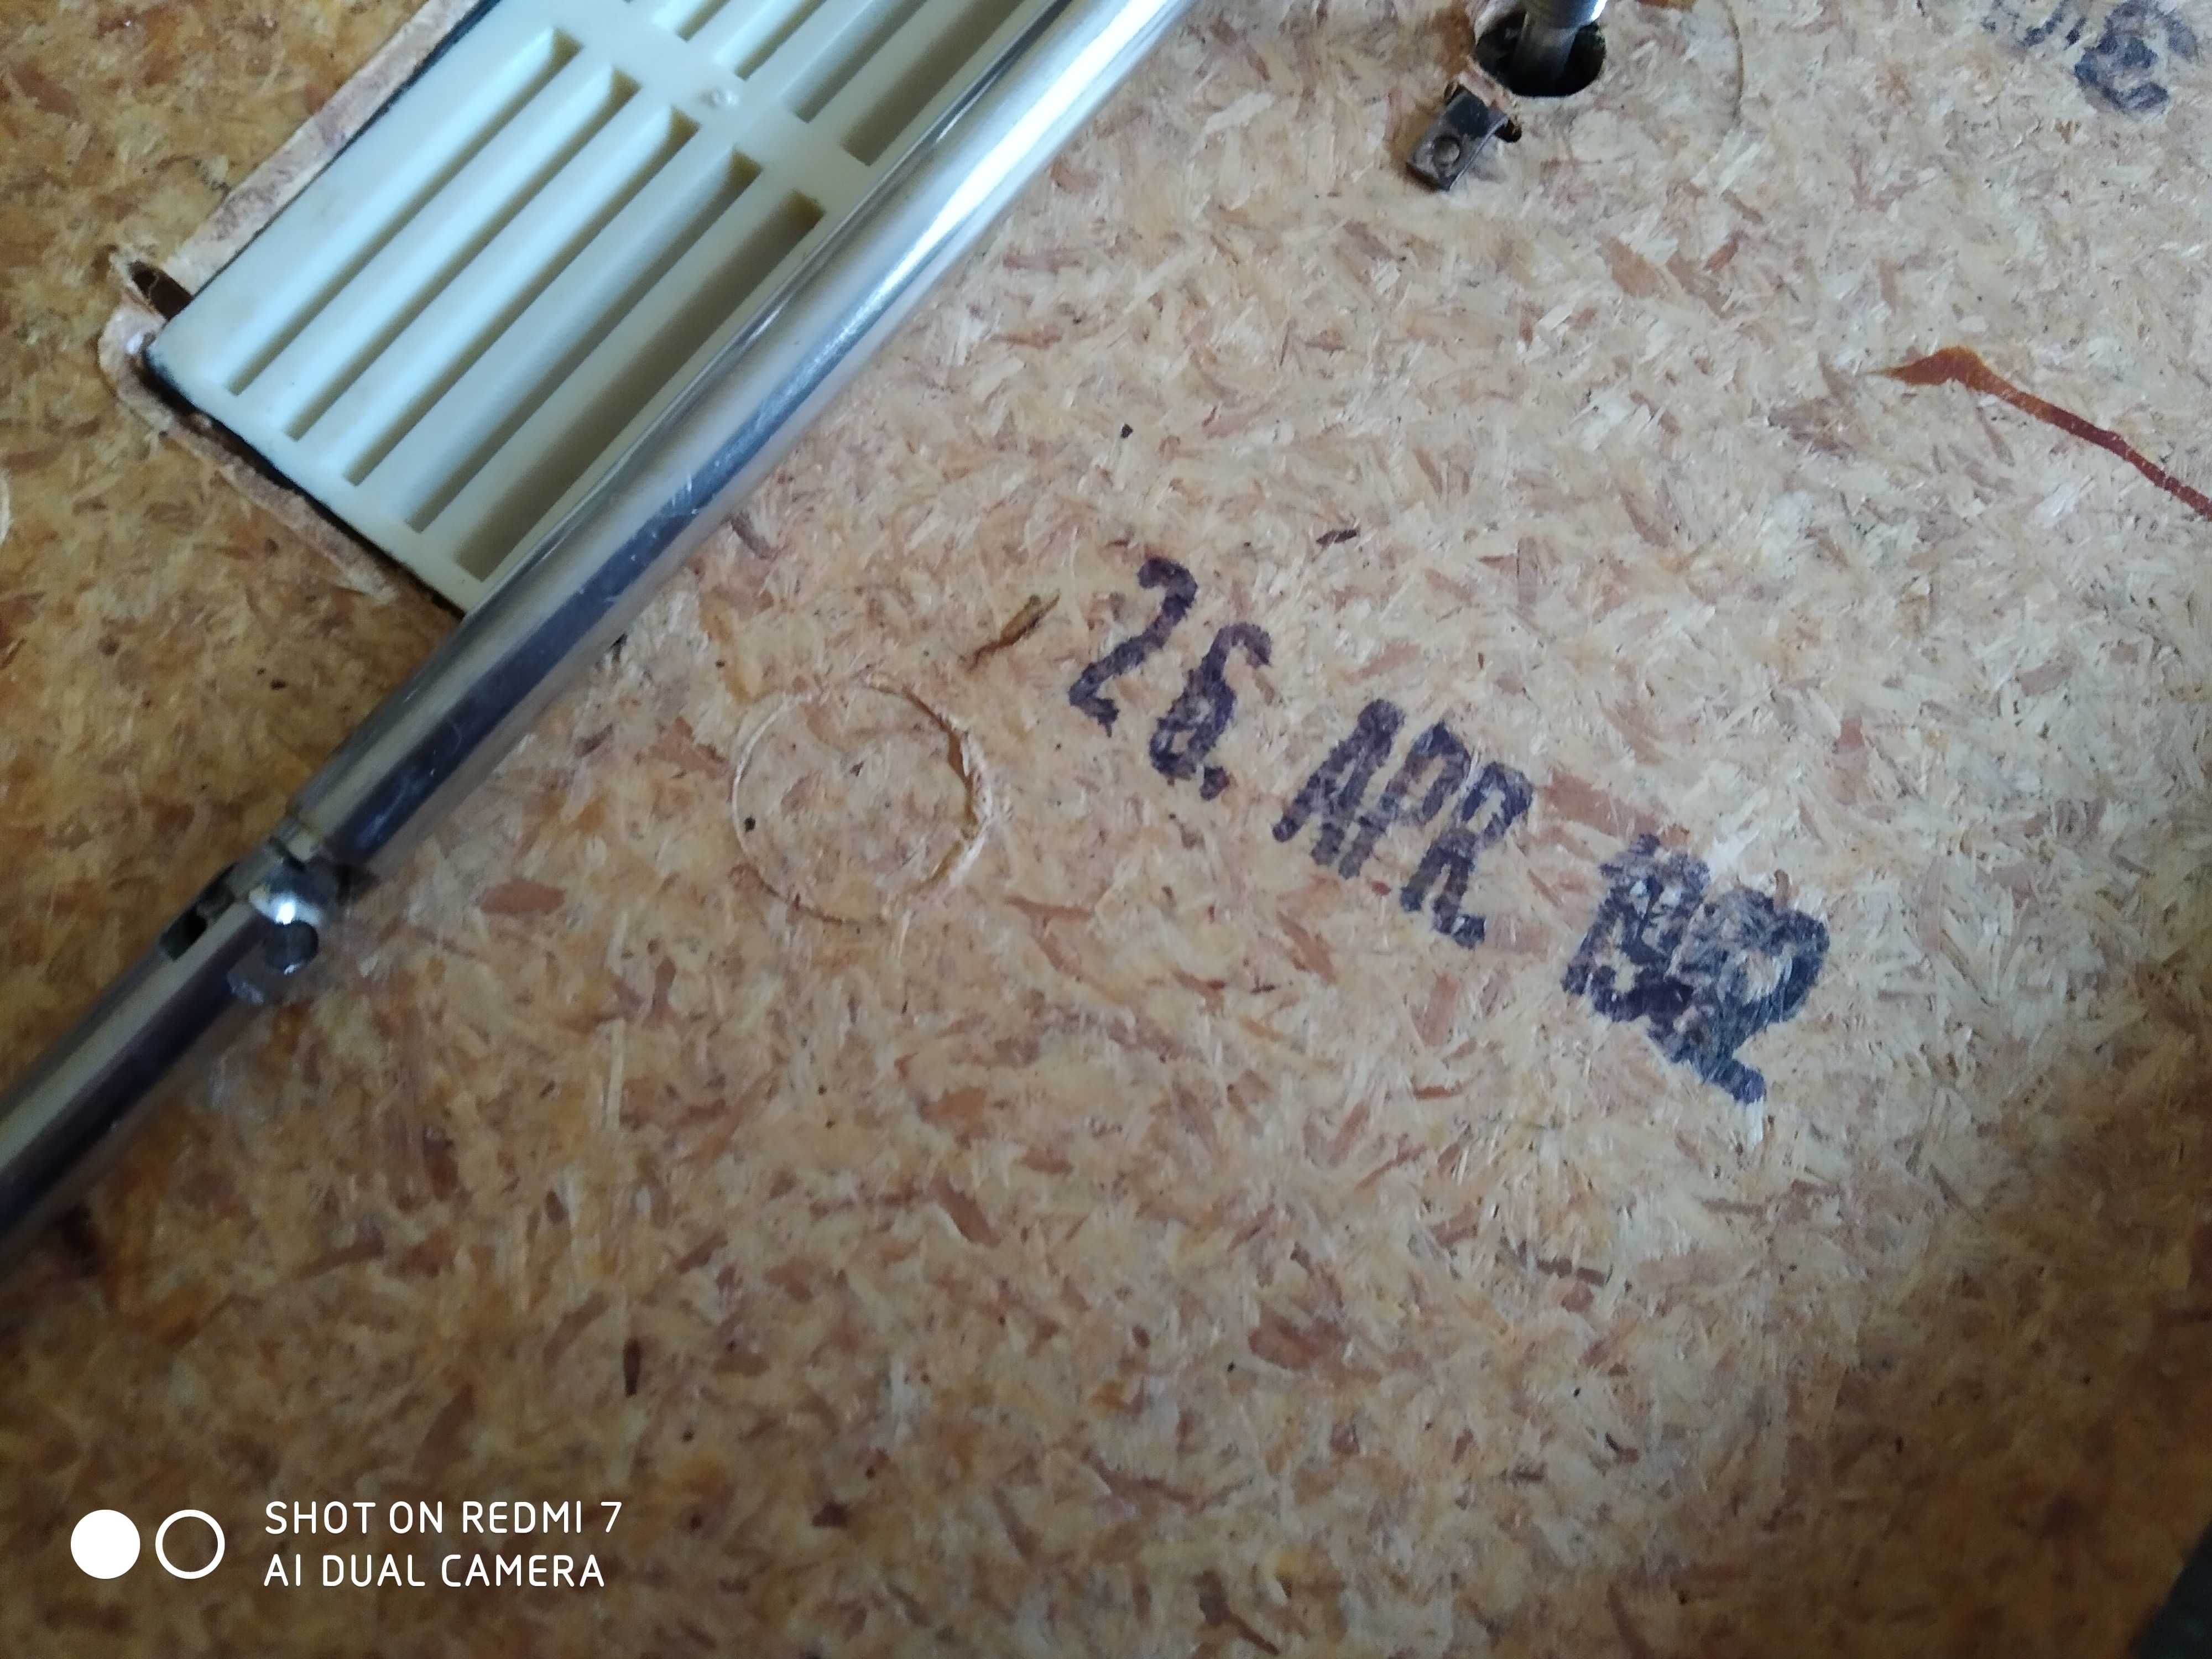 26. APR
SHOT ON REDMI 7
AI DUAL CAMERA